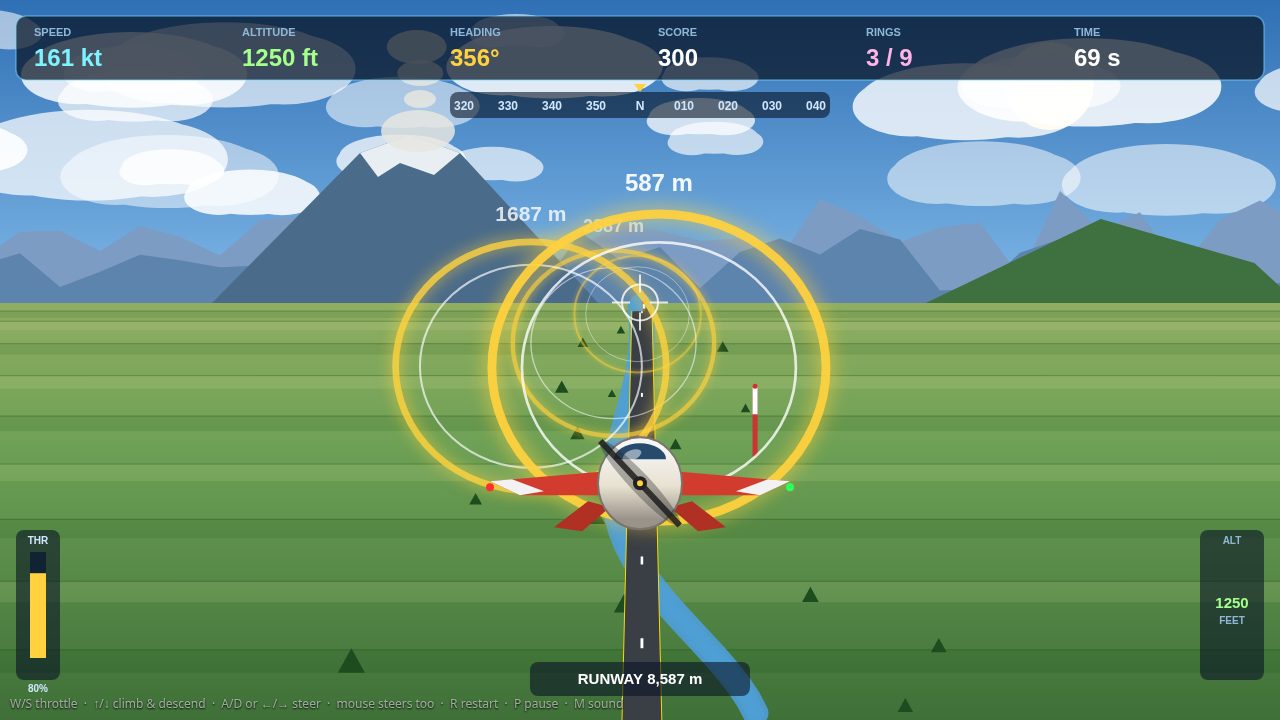 SPEED
161 kt
ALTITUDE
1250 ft
HEADING
356°
SCORE
300
RINGS
3 / 9
TIME
69 s
320 330 340 350 N 010 020 030 040
587 m
1687 m
m
THR
80%
ALT
1250
FEET
RUNWAY 8,587 m
W/S throttle · ↑/↓ climb & descend · A/D or ←/→ steer · mouse steers too · R restart · P pause · M sound